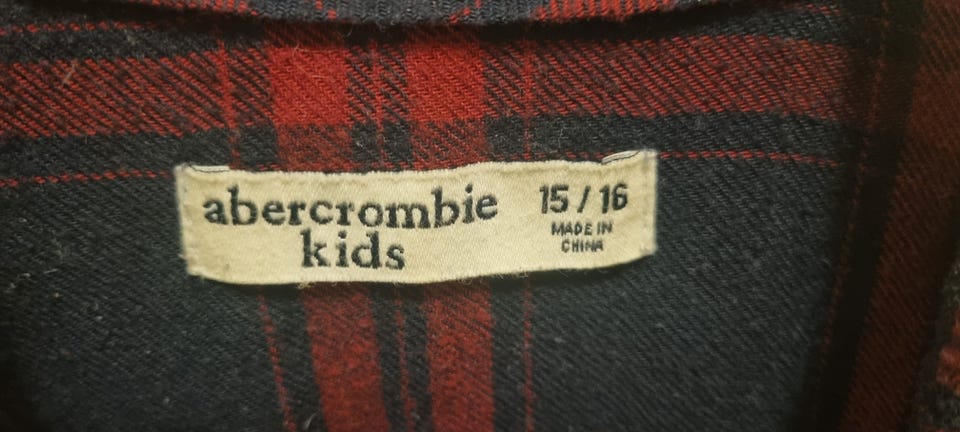 abercrombie
kids
15 / 16
MADE IN
CHINA